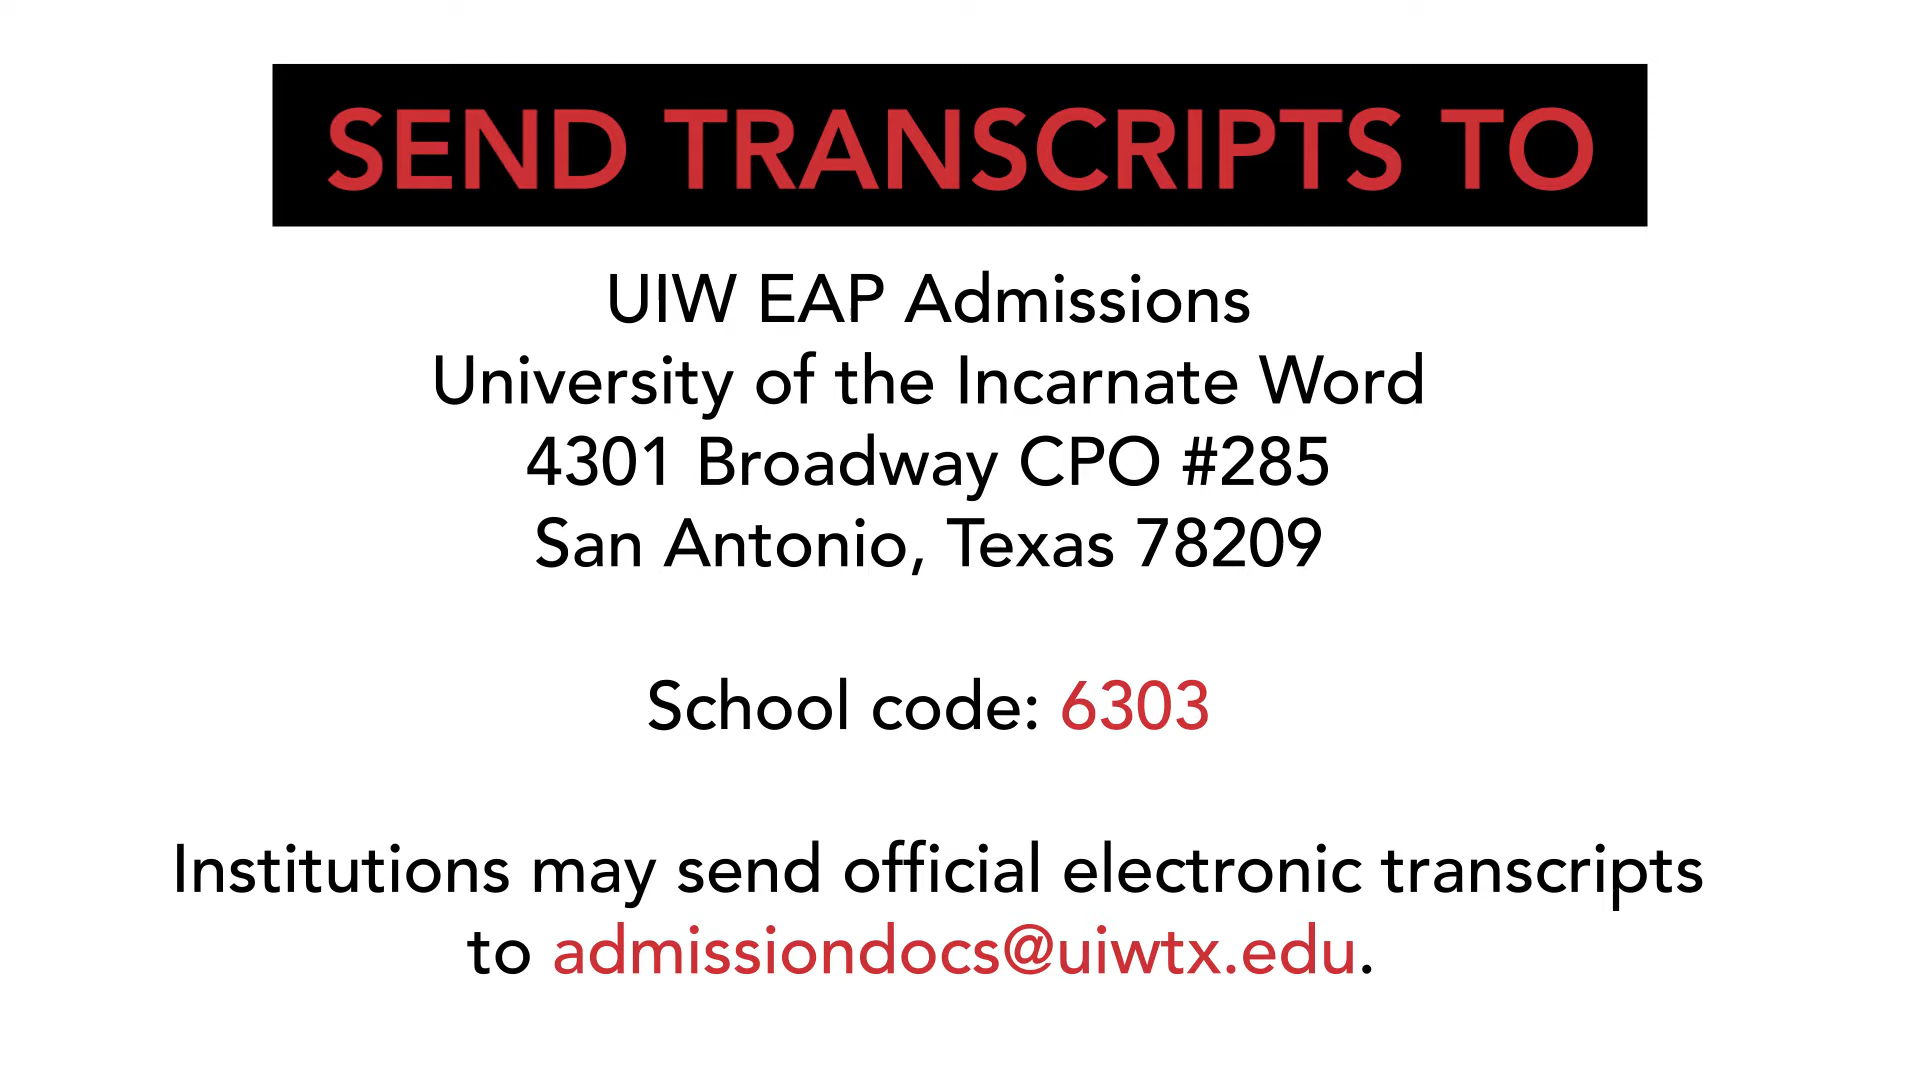 SEND TRANSCRIPTS TO
UIW EAP Admissions
University of the Incarnate Word
4301 Broadway CPO #285
San Antonio, Texas 78209
School code: 6303
Institutions may send official electronic transcripts
to admissiondocs@uiwtx.edu.